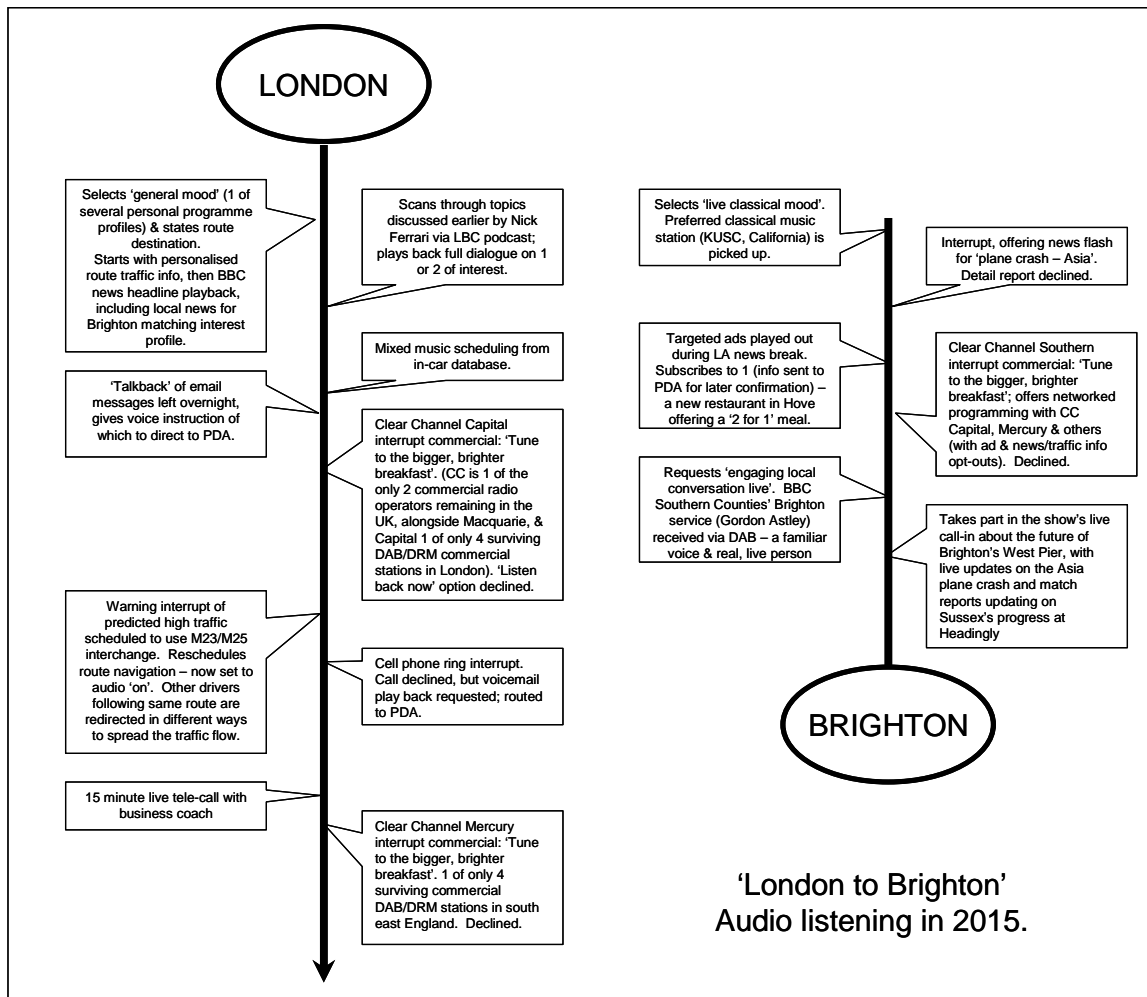 LONDON
Selects ‘general mood’ (1 of
several personal programme
profiles) & states route
destination.
Starts with personalised
route traffic info, then BBC
news headline playback,
including local news for
Brighton matching interest
profile.
Scans through topics
discussed earlier by Nick
Ferrari via LBC podcast;
plays back full dialogue on 1
or 2 of interest.
Mixed music scheduling from
in-car database.
‘Talkback’ of email
messages left overnight,
gives voice instruction of
which to direct to PDA.
Clear Channel Capital
interrupt commercial: ‘Tune
to the bigger, brighter
breakfast’. (CC is 1 of the
only 2 commercial radio
operators remaining in the
UK, alongside Macquarie, &
Capital 1 of only 4 surviving
DAB/DRM commercial
stations in London). ‘Listen
back now’ option declined.
Warning interrupt of
predicted high traffic
scheduled to use M23/M25
interchange. Reschedules
route navigation – now set to
audio ‘on’. Other drivers
following same route are
redirected in different ways
to spread the traffic flow.
Cell phone ring interrupt.
Call declined, but voicemail
play back requested; routed
to PDA.
15 minute live tele-call with
business coach
Clear Channel Mercury
interrupt commercial: ‘Tune
to the bigger, brighter
breakfast’. 1 of only 4
surviving commercial
DAB/DRM stations in south
east England. Declined.
Selects ‘live classical mood’.
Preferred classical music
station (KUSC, California) is
picked up.
Interrupt, offering news flash
for ‘plane crash – Asia’.
Detail report declined.
Targeted ads played out
during LA news break.
Subscribes to 1 (info sent to
PDA for later confirmation) –
a new restaurant in Hove
offering a ‘2 for 1’ meal.
Clear Channel Southern
interrupt commercial: ‘Tune
to the bigger, brighter
breakfast’; offers networked
programming with CC
Capital, Mercury & others
(with ad & news/traffic info
opt-outs). Declined.
Requests ‘engaging local
conversation live’. BBC
Southern Counties’ Brighton
service (Gordon Astley)
received via DAB – a familiar
voice & real, live person
Takes part in the show’s live
call-in about the future of
Brighton’s West Pier, with
live updates on the Asia
plane crash and match
reports updating on
Sussex’s progress at
Headingly
BRIGHTON
‘London to Brighton’
Audio listening in 2015.